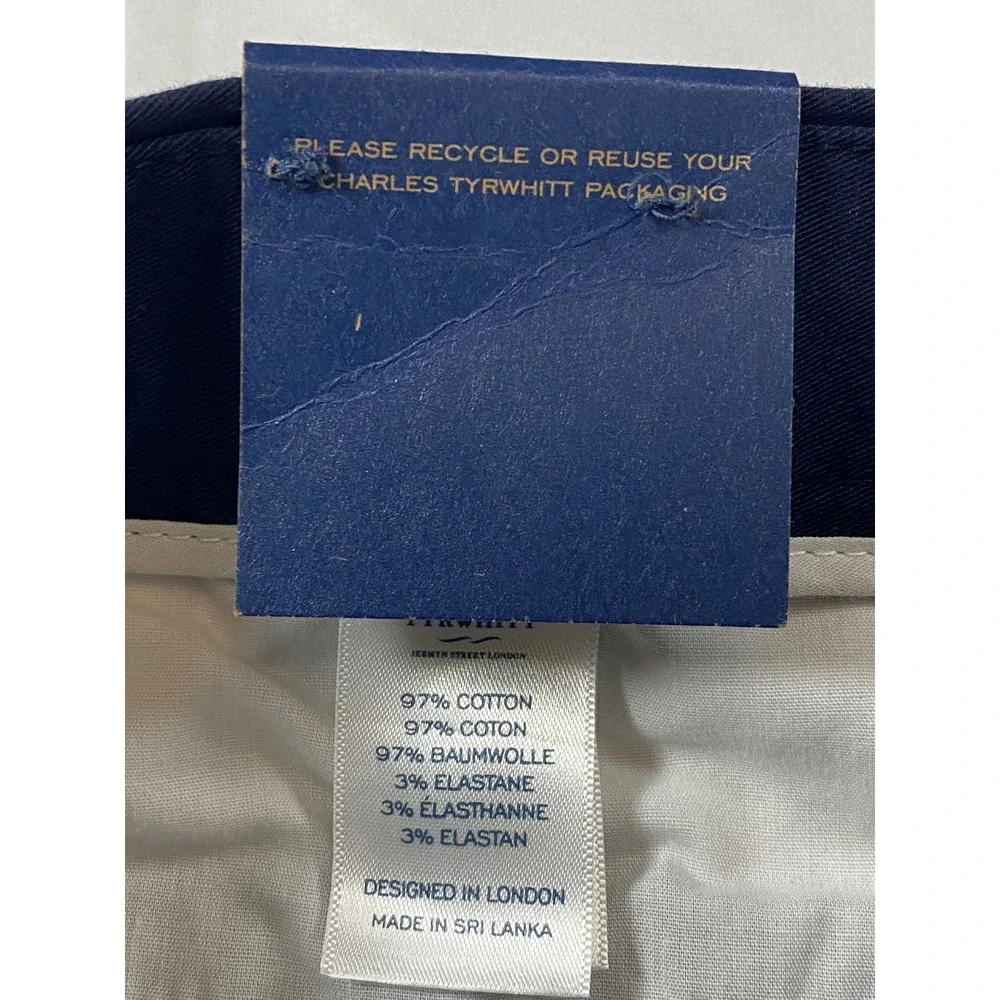 PLEASE RECYCLE OR REUSE YOUR
CHARLES TYRWHITT PACKAGING
TYRWHITT
JERMYN STREET LONDON
97% COTTON
97% COTON
97% BAUMWOLLE
3% ELASTANE
3% ÉLASTHANNE
3% ELASTAN
DESIGNED IN LONDON
MADE IN SRI LANKA